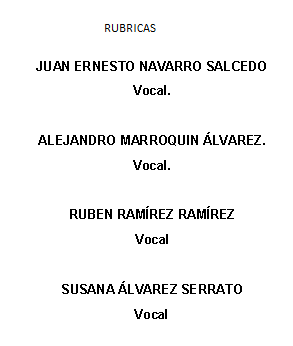 RUBRICAS
JUAN ERNESTO NAVARRO SALCEDO
Vocal.
ALEJANDRO MARROQUIN ÁLVAREZ.
Vocal.
RUBEN RAMÍREZ RAMÍREZ
Vocal
SUSANA ÁLVAREZ SERRATO
Vocal